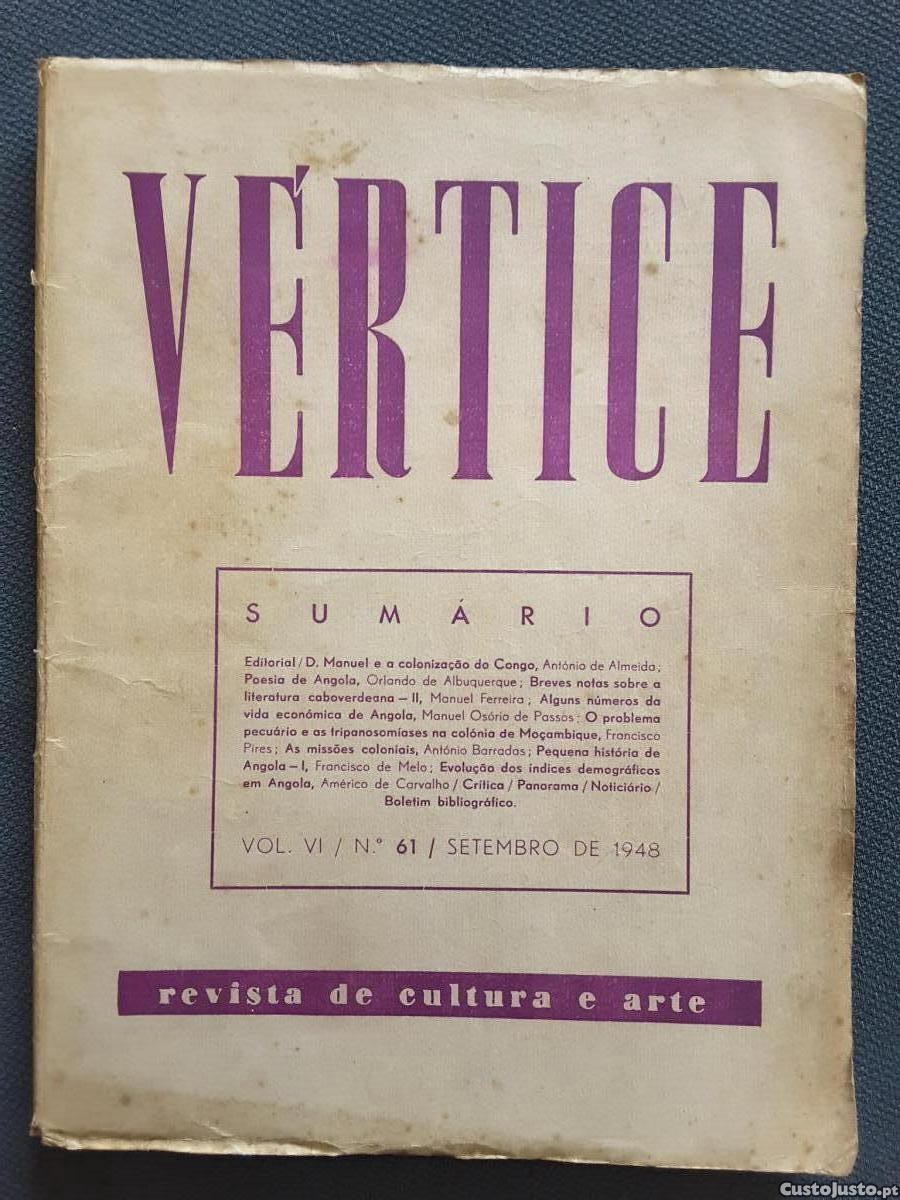 VÉRTICE
SUMÁRIO
Editorial / D. Manuel e a colonização do Congo, António de Almeida;
Poesia de Angola, Orlando de Albuquerque; Breves notas sobre a
literatura caboverdeana — II, Manuel Ferreira; Alguns números da
vida económica de Angola, Manuel Osório de Passos; O problema
pecuário e as tripanosomíases na colónia de Moçambique, Francisco
Pires; As missões coloniais, António Barradas; Pequena história de
Angola — I, Francisco de Melo; Evolução dos índices demográficos
em Angola, Américo de Carvalho / Crítica / Panorama / Noticiário /
Boletim bibliográfico.
VOL. VI / N.º 61 / SETEMBRO DE 1948
revista de cultura e arte
CustoJusto.pt